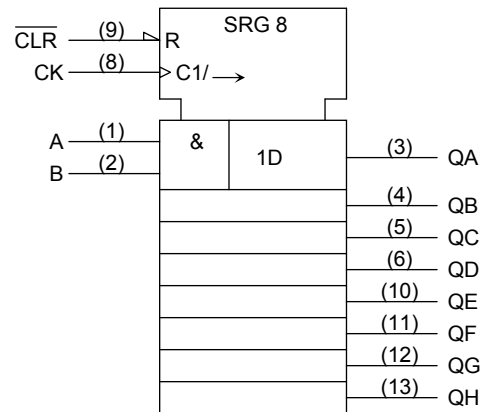 SRG 8
CLR (9) R
CK (8) C1/
A (1) & 1D (3) QA
B (2)
(4) QB
(5) QC
(6) QD
(10) QE
(11) QF
(12) QG
(13) QH